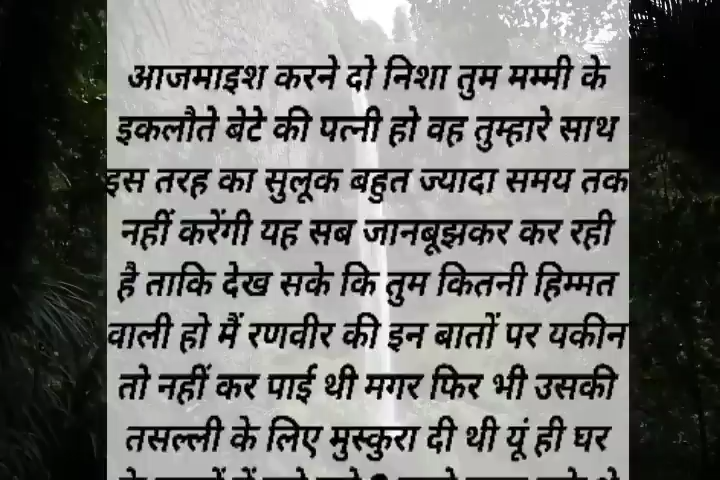 आजमाइश करने दो निशा तुम मम्मी के
इकलौते बेटे की पत्नी हो वह तुम्हारे साथ
इस तरह का सुलूक बहुत ज्यादा समय तक
नहीं करेंगी यह सब जानबूझकर कर रही
है ताकि देख सके कि तुम कितनी हिम्मत
वाली हो मैं रणवीर की इन बातों पर यकीन
तो नहीं कर पाई थी मगर फिर भी उसकी
तसल्ली के लिए मुस्कुरा दी थी यूं ही घर